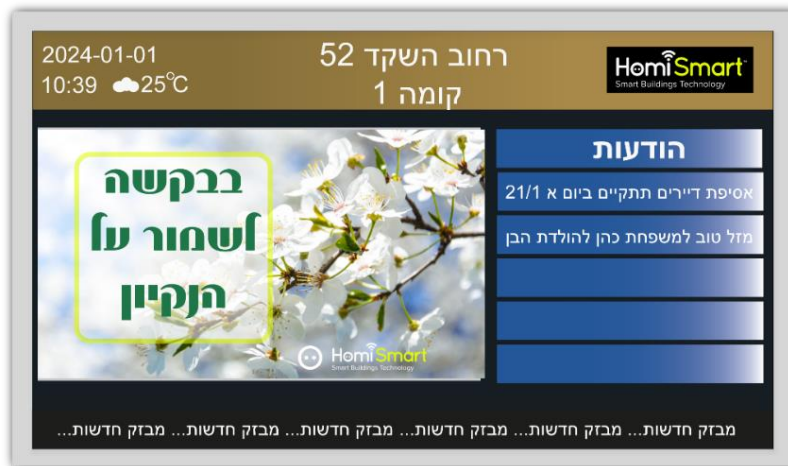 2024-01-01
10:39 25°C
רחוב השקד 52
קומה 1
HomiSmart
Smart Buildings Technology
בבקשה
לשמור על
הנקיון
HomiSmart
Smart Buildings Technology
הודעות
אסיפת דיירים תתקיים ביום א 21/1
מזל טוב למשפחת כהן להולדת הבן
מבזק חדשות... מבזק חדשות... מבזק חדשות... מבזק חדשות... מבזק חדשות... מבזק חדשות...